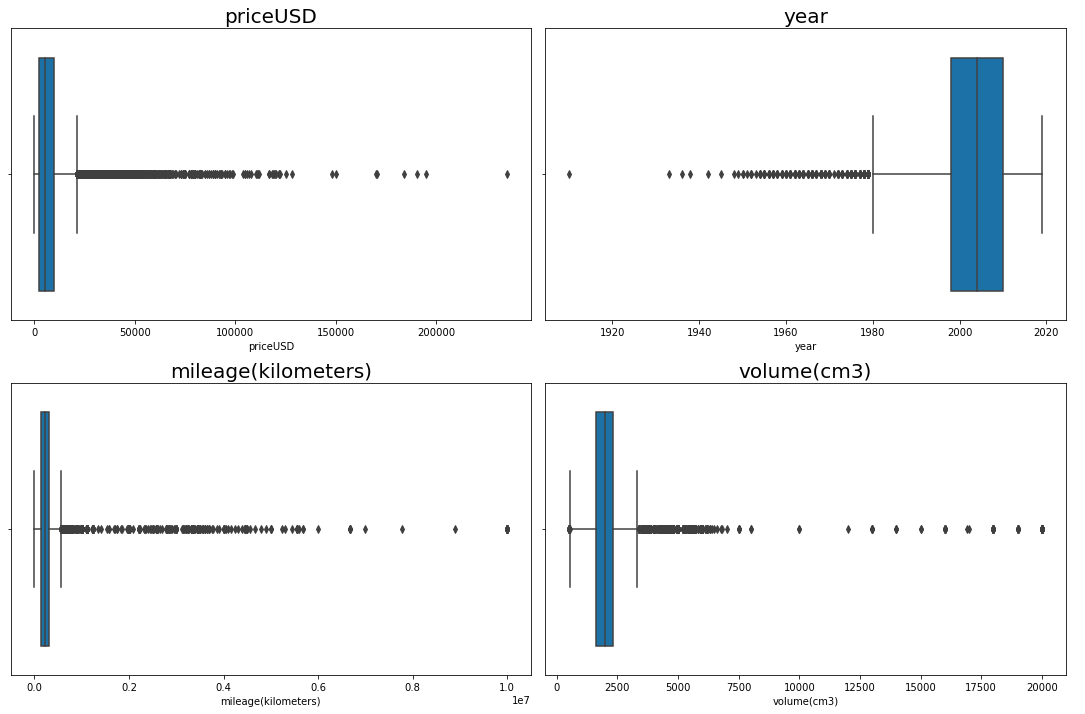 priceUSD
0 50000 100000 150000 200000
priceUSD
year
1920 1940 1960 1980 2000 2020
year
mileage(kilometers)
0.0 0.2 0.4 0.6 0.8 1.0
1e7
mileage(kilometers)
volume(cm3)
0 2500 5000 7500 10000 12500 15000 17500 20000
volume(cm3)